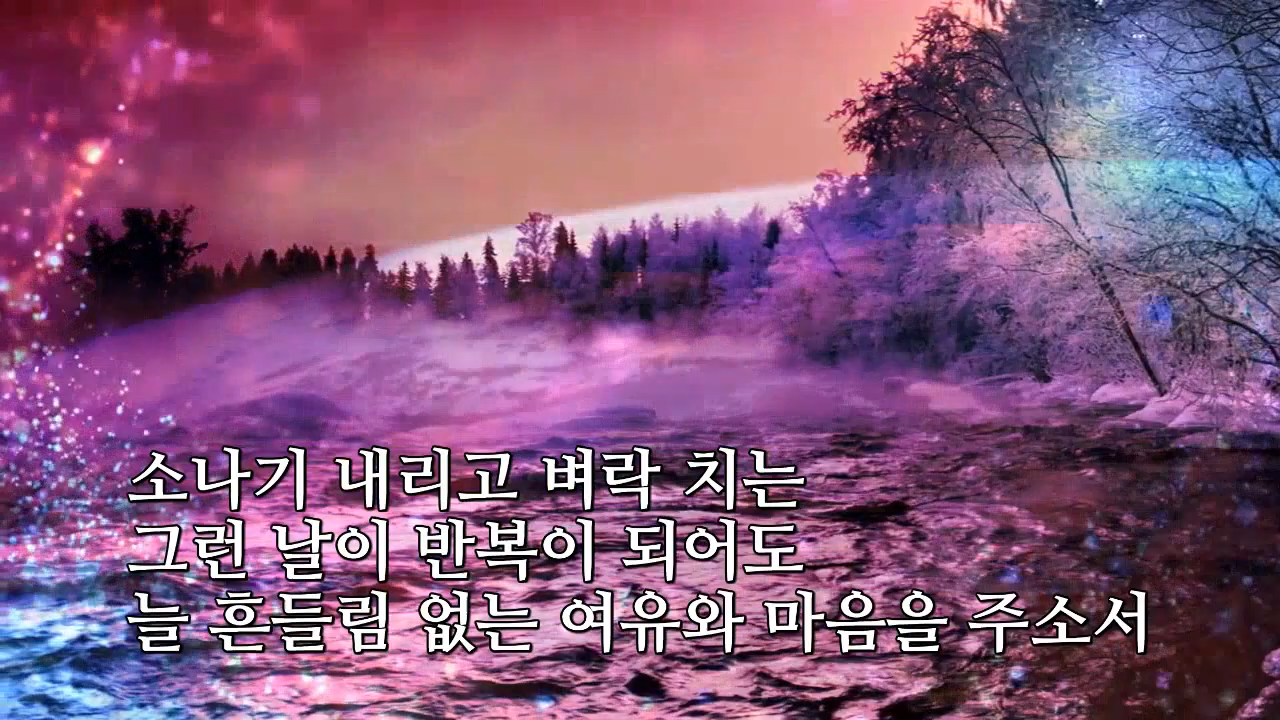 소나기 내리고 벼락 치는
그런 날이 반복이 되어도
늘 흔들림 없는 여유와 마음을 주소서